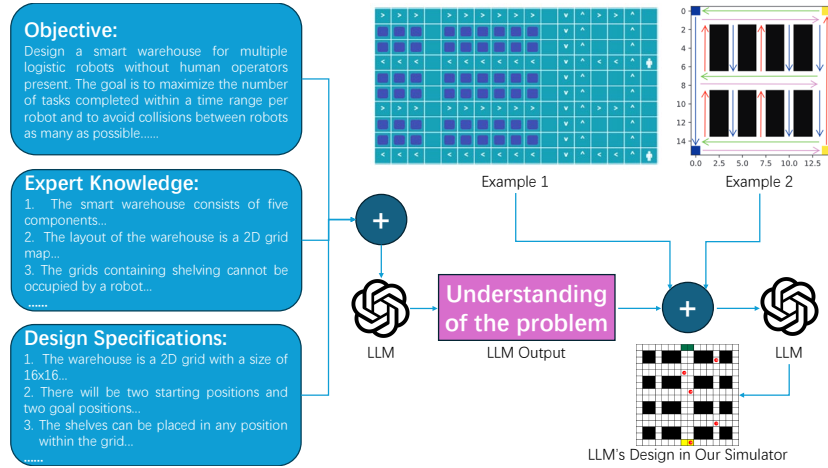 Objective:
Design a smart warehouse for multiple
logistic robots without human operators
present. The goal is to maximize the number
of tasks completed within a time range per
robot and to avoid collisions between robots
as many as possible......
Expert Knowledge:
1. The smart warehouse consists of five
components...
2. The layout of the warehouse is a 2D grid
map...
3. The grids containing shelving cannot be
occupied by a robot...
......
Design Specifications:
1. The warehouse is a 2D grid with a size of
16x16...
2. There will be two starting positions and
two goal positions...
3. The shelves can be placed in any position
within the grid...
......
> > > > > > > > > v ^ > > ^
v ^ ^
< < < < < < < < < v ^ < < ^
v ^ ^
v ^ ^
> > > > > > > > > v ^ > > ^
v ^ ^
< < < < < < < < < v ^ < < ^
Example 1
0
2
4
6
8
10
12
14
0.0 2.5 5.0 7.5 10.0 12.5
Example 2
+
LLM
Understanding
of the problem
LLM Output
+
LLM
LLM's Design in Our Simulator